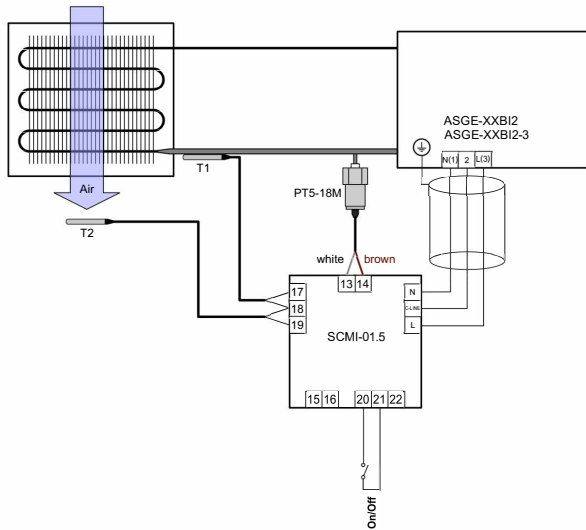 ASGE-XXBI2
ASGE-XXBI2-3
N(1) 2 L(3)
T1
Air
PT5-18M
T2
white brown
13 14
17
18
19
N
C-LINE
L
SCMI-01.5
15 16
20 21 22
On/Off